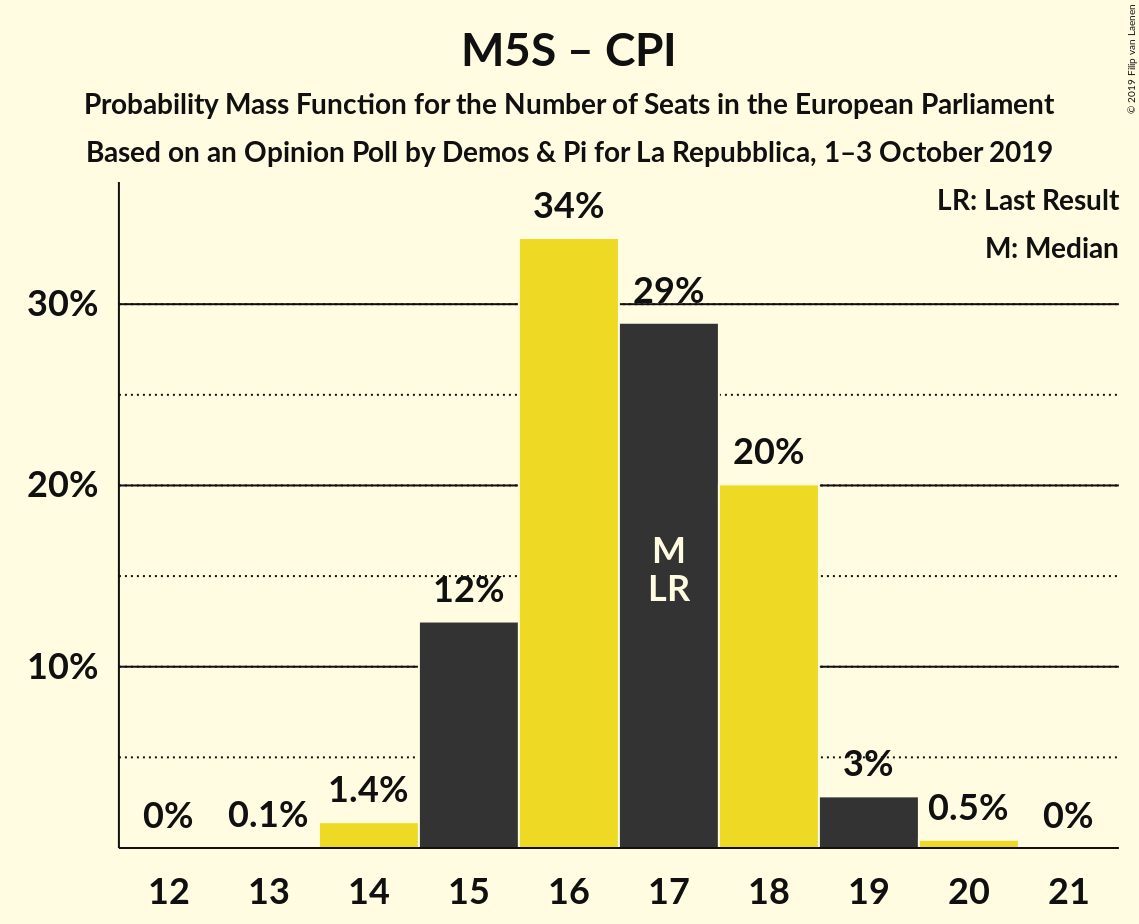 M5S – CPI
Probability Mass Function for the Number of Seats in the European Parliament
Based on an Opinion Poll by Demos & Pi for La Repubblica, 1–3 October 2019
© 2019 Filip van Laenen
LR: Last Result
M: Median
34%
29%
30%
20%
20%
M
LR
12%
10%
3%
1.4%
0.5%
0%
0.1%
0%
12 13 14 15 16 17 18 19 20 21